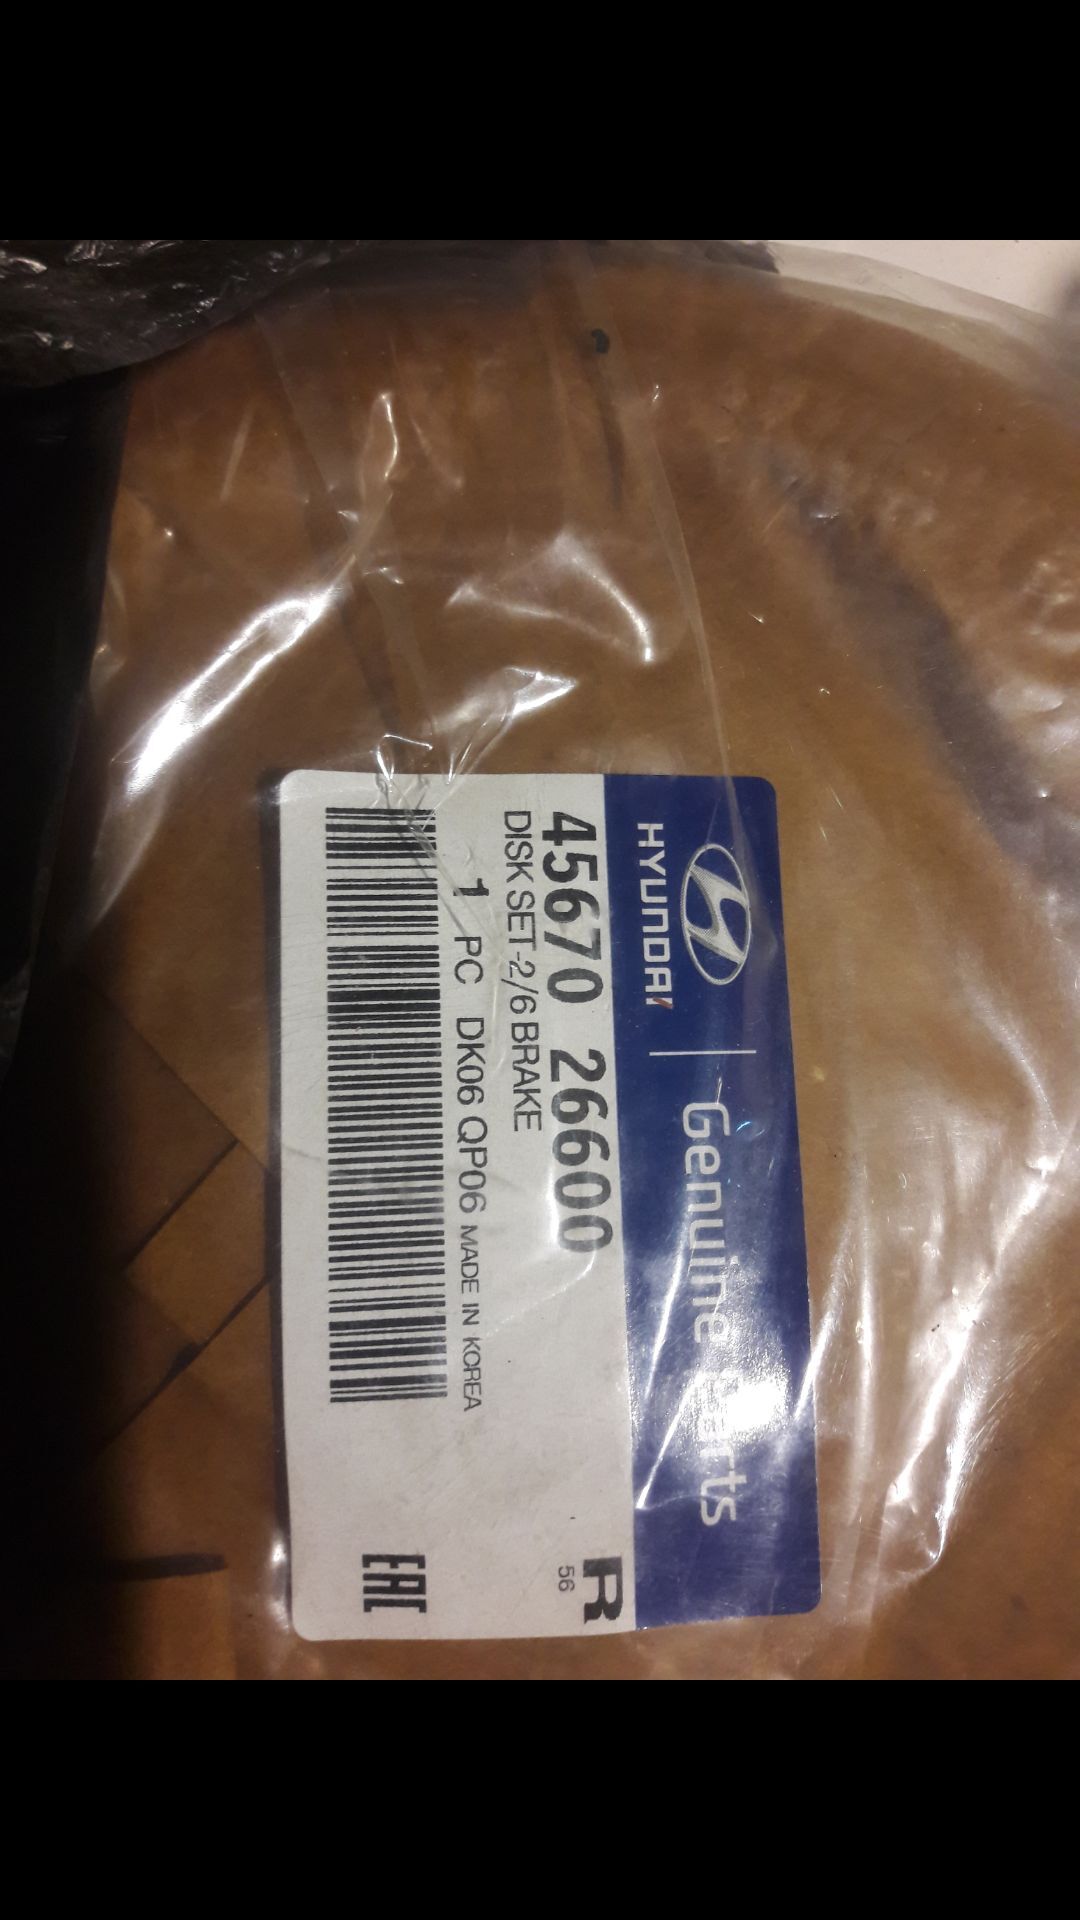 HYUNDAI | Genuine Parts
45670 26600
R
DISK SET-2/6 BRAKE
56
1 PC DK06 QP06 MADE IN KOREA
EAC